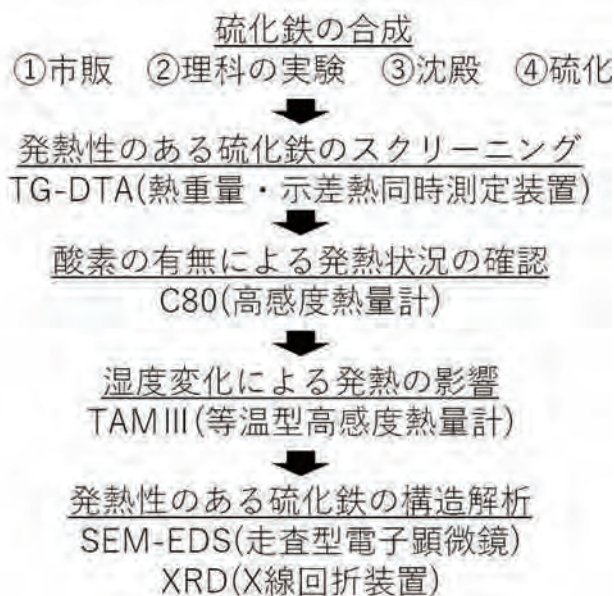 硫化鉄の合成
①市販 ②理科の実験 ③沈殿 ④硫化
発熱性のある硫化鉄のスクリーニング
TG-DTA(熱重量・示差熱同時測定装置)
酸素の有無による発熱状況の確認
C80(高感度熱量計)
湿度変化による発熱の影響
TAMⅢ(等温型高感度熱量計)
発熱性のある硫化鉄の構造解析
SEM-EDS(走査型電子顕微鏡)
XRD(X線回折装置)